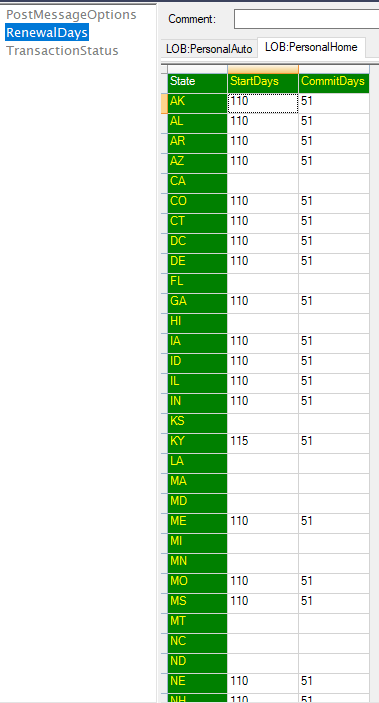 PostMessageOptions
RenewalDays
TransactionStatus
Comment:
LOB:PersonalAuto LOB:PersonalHome
State StartDays CommitDays
AK 110 51
AL 110 51
AR 110 51
AZ 110 51
CA
CO 110 51
CT 110 51
DC 110 51
DE 110 51
FL
GA 110 51
HI
IA 110 51
ID 110 51
IL 110 51
IN 110 51
KS
KY 115 51
LA
MA
MD
ME 110 51
MI
MN
MO 110 51
MS 110 51
MT
NC
ND
NE 110 51
NH 110 51